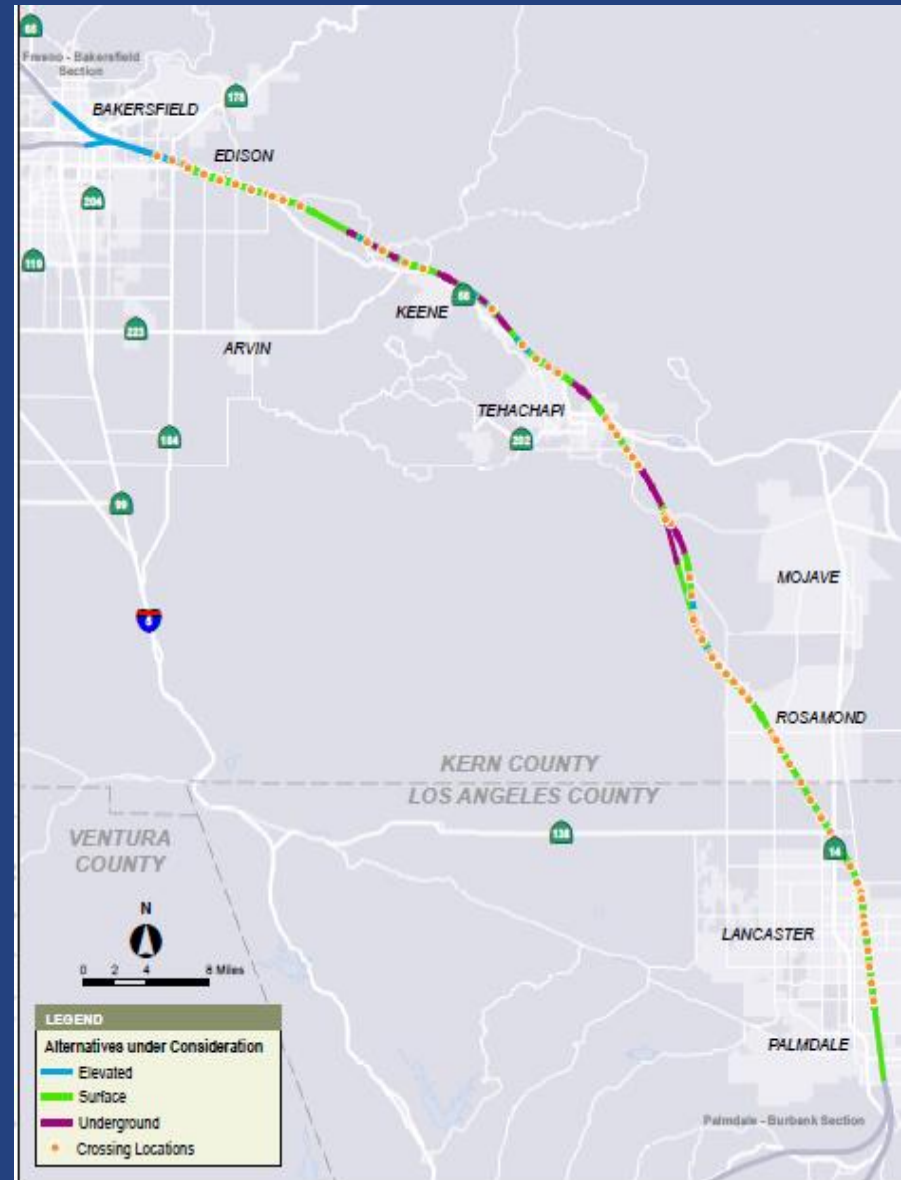 65
Fresno - Bakersfield
Section
BAKERSFIELD
178
EDISON
204
119
KEENE
58
223
ARVIN
TEHACHAPI
202
184
99
MOJAVE
5
ROSAMOND
KERN COUNTY
LOS ANGELES COUNTY
VENTURA
COUNTY
138
14
N
LANCASTER
0 2 4 8 Miles
LEGEND
Alternatives under Consideration
Elevated
Surface
Underground
Crossing Locations
PALMDALE
Palmdale - Burbank Section